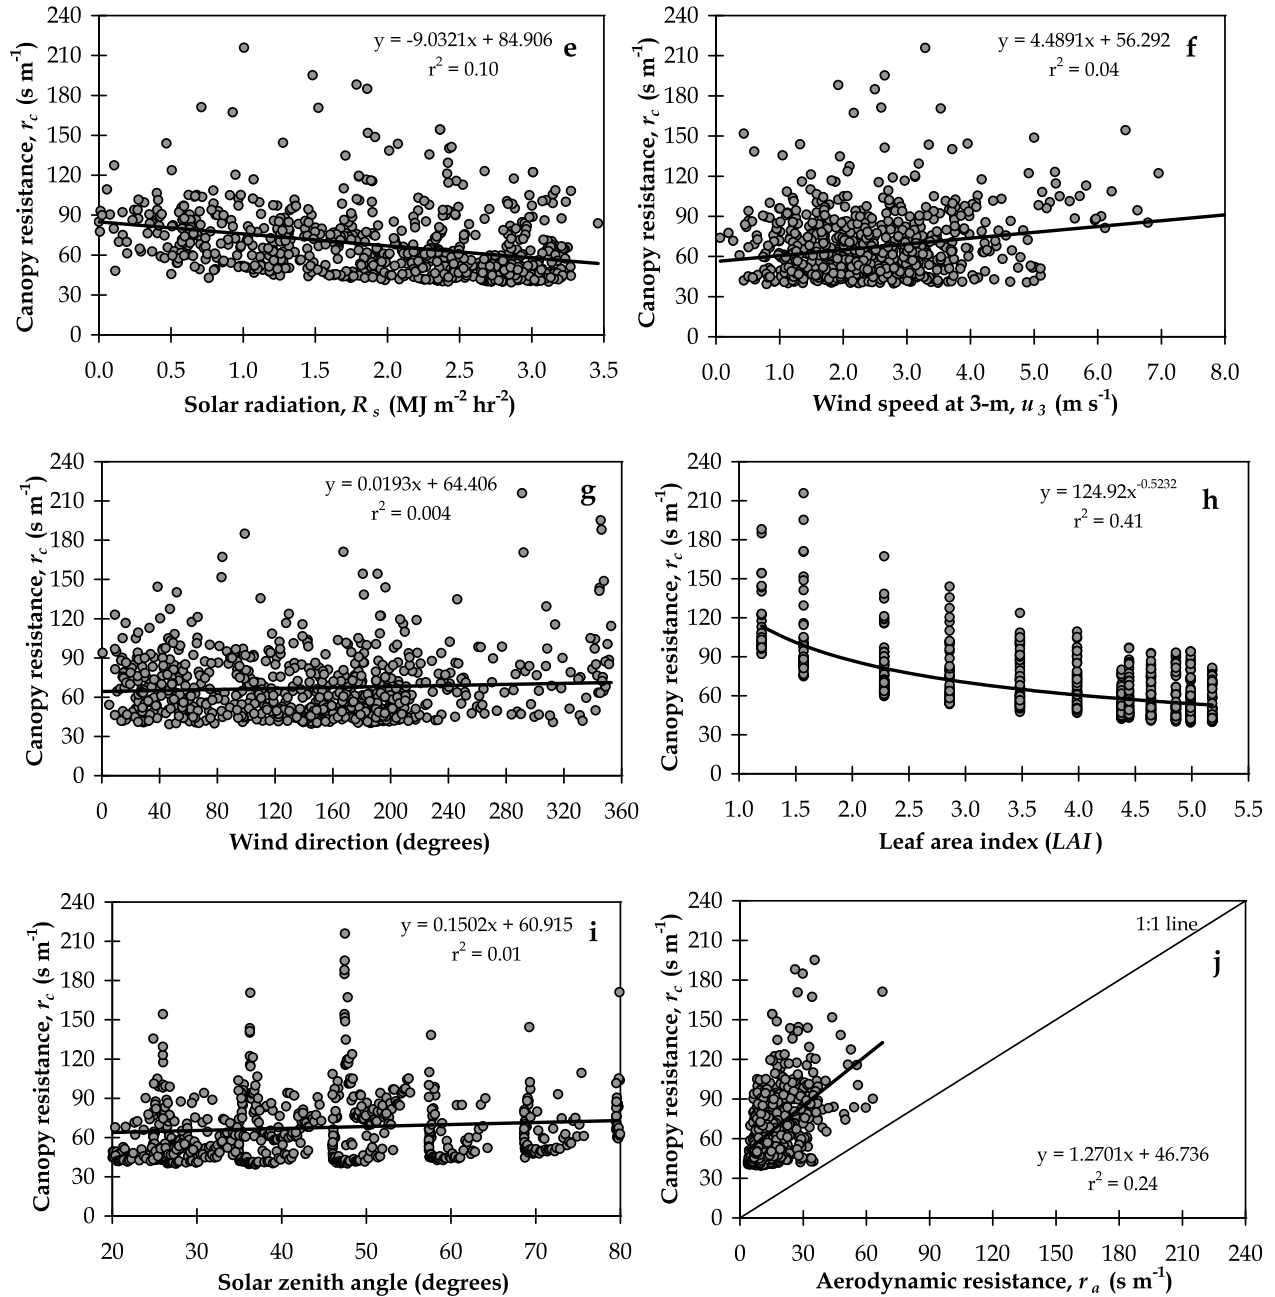 240
210
180
150
120
90
60
30
0
Canopy resistance, r_c (s m⁻¹)
y = -9.0321x + 84.906
r² = 0.10
e
0.0 0.5 1.0 1.5 2.0 2.5 3.0 3.5
Solar radiation, R_s (MJ m⁻² hr⁻²)
240
210
180
150
120
90
60
30
0
Canopy resistance, r_c (s m⁻¹)
y = 4.4891x + 56.292
r² = 0.04
f
0.0 1.0 2.0 3.0 4.0 5.0 6.0 7.0 8.0
Wind speed at 3-m, u_3 (m s⁻¹)
240
210
180
150
120
90
60
30
0
Canopy resistance, r_c (s m⁻¹)
y = 0.0193x + 64.406
r² = 0.004
g
0 40 80 120 160 200 240 280 320 360
Wind direction (degrees)
240
210
180
150
120
90
60
30
0
Canopy resistance, r_c (s m⁻¹)
y = 124.92x⁻⁰·⁵²³²
r² = 0.41
h
1.0 1.5 2.0 2.5 3.0 3.5 4.0 4.5 5.0 5.5
Leaf area index (LAI)
240
210
180
150
120
90
60
30
0
Canopy resistance, r_c (s m⁻¹)
y = 0.1502x + 60.915
r² = 0.01
i
20 30 40 50 60 70 80
Solar zenith angle (degrees)
240
210
180
150
120
90
60
30
0
Canopy resistance, r_c (s m⁻¹)
1:1 line
j
y = 1.2701x + 46.736
r² = 0.24
0 30 60 90 120 150 180 210 240
Aerodynamic resistance, r_a (s m⁻¹)